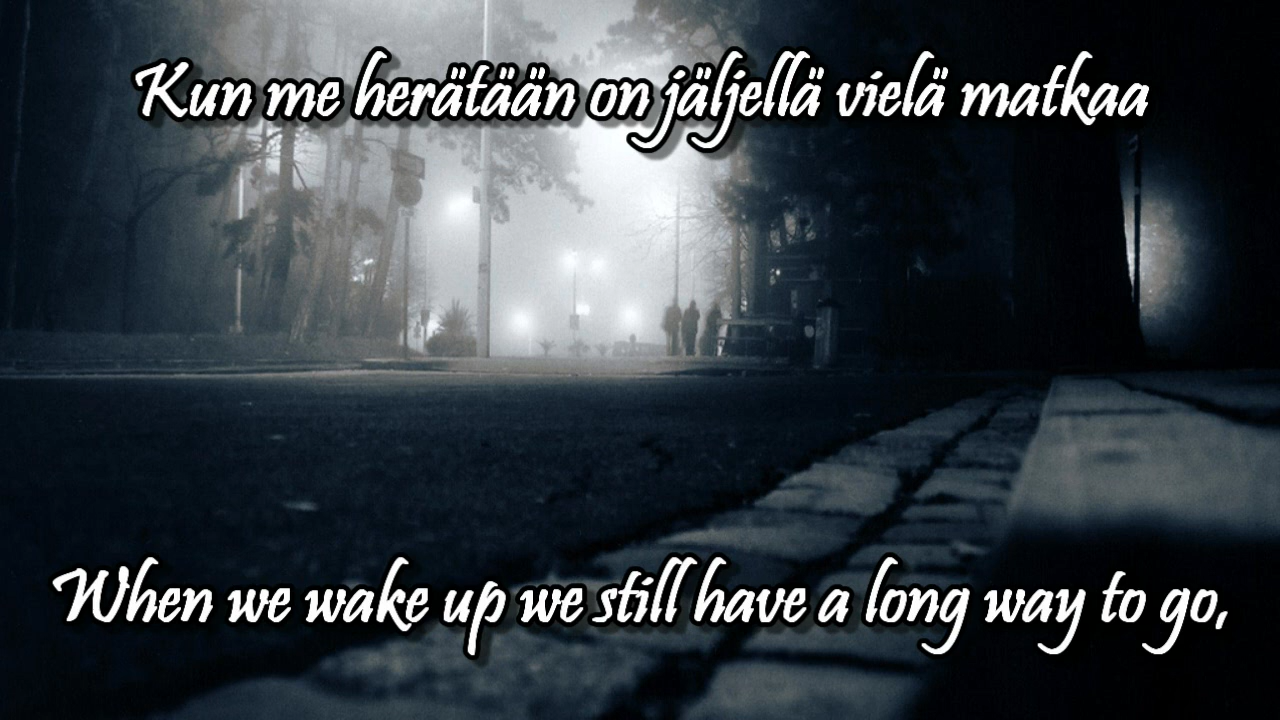 Kun me herätään on jäljellä vielä matkaa
When we wake up we still have a long way to go,